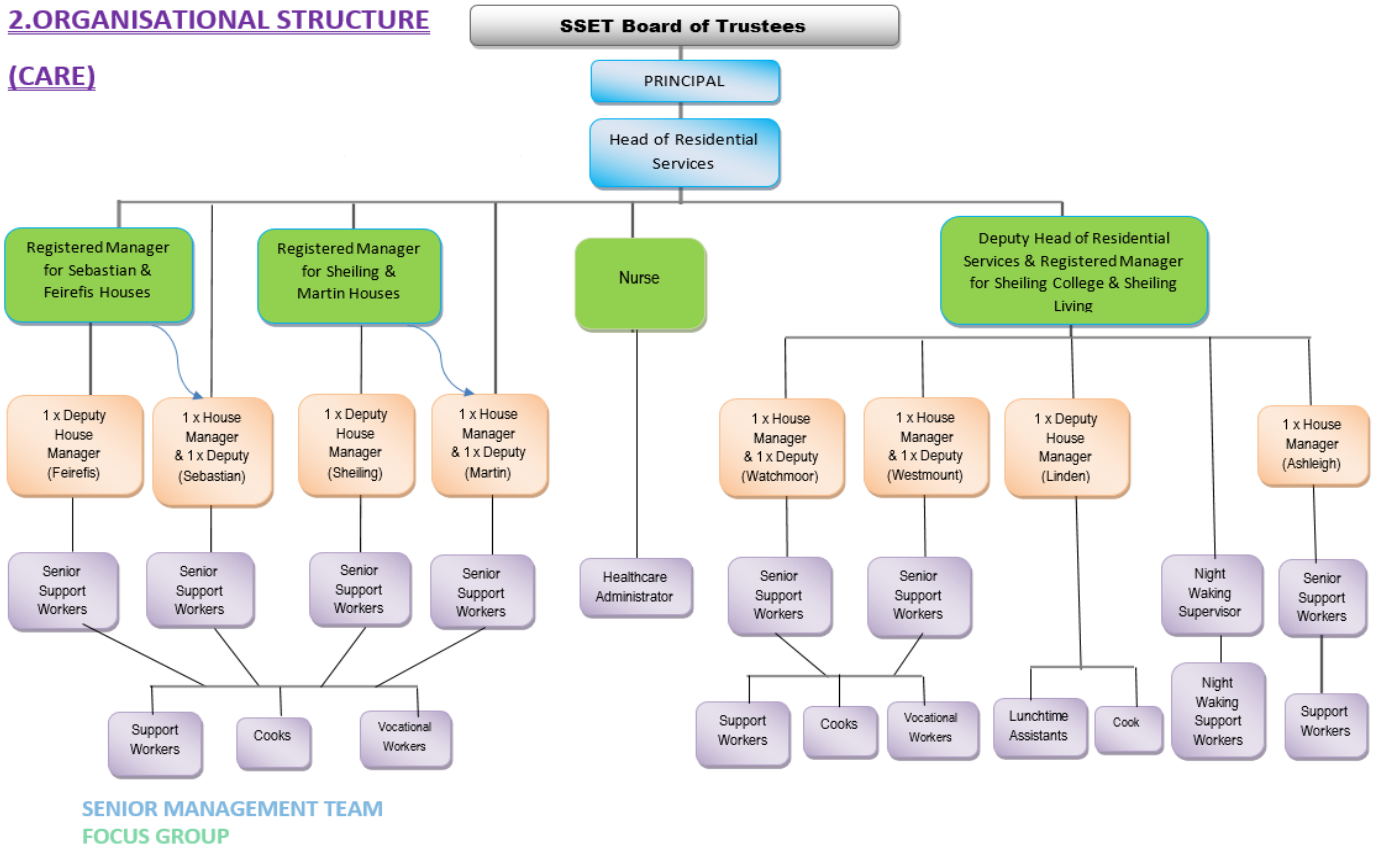 2.ORGANISATIONAL STRUCTURE
(CARE)
SSET Board of Trustees
PRINCIPAL
Head of Residential
Services
Registered Manager
for Sebastian &
Feirefis Houses
Registered Manager
for Sheiling &
Martin Houses
Nurse
Deputy Head of Residential
Services & Registered Manager
for Sheiling College & Sheiling
Living
1 x Deputy
House
Manager
(Feirefis)
1 x House
Manager
& 1 x Deputy
(Sebastian)
1 x Deputy
House
Manager
(Sheiling)
1 x House
Manager
& 1 x Deputy
(Martin)
1 x House
Manager
& 1 x Deputy
(Watchmoor)
1 x House
Manager
& 1 x Deputy
(Westmount)
1 x Deputy
House
Manager
(Linden)
1 x House
Manager
(Ashleigh)
Senior
Support
Workers
Senior
Support
Workers
Senior
Support
Workers
Senior
Support
Workers
Healthcare
Administrator
Senior
Support
Workers
Senior
Support
Workers
Night
Waking
Supervisor
Senior
Support
Workers
Support
Workers
Cooks
Vocational
Workers
Support
Workers
Cooks
Vocational
Workers
Lunchtime
Assistants
Cook
Night
Waking
Support
Workers
Support
Workers
SENIOR MANAGEMENT TEAM
FOCUS GROUP